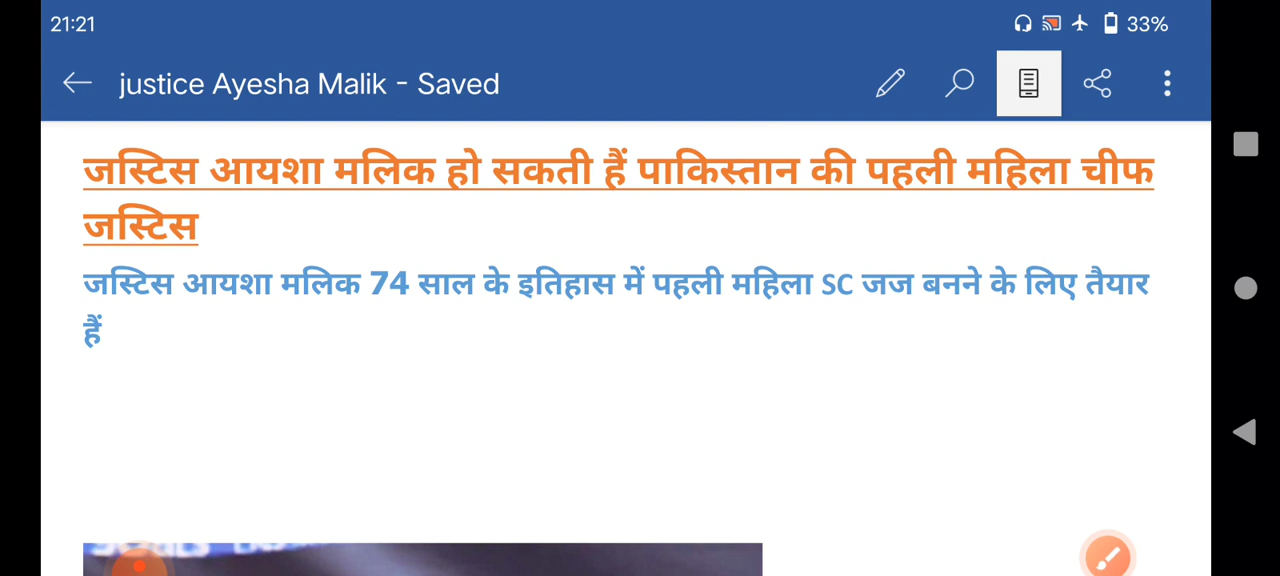 21:21
33%
justice Ayesha Malik - Saved
जस्टिस आयशा मलिक हो सकती हैं पाकिस्तान की पहली महिला चीफ
जस्टिस
जस्टिस आयशा मलिक 74 साल के इतिहास में पहली महिला SC जज बनने के लिए तैयार
हैं